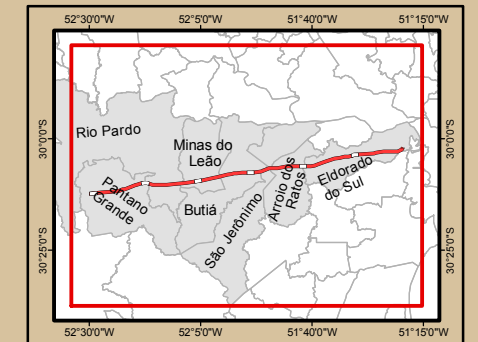 52°30'0"W 52°5'0"W 51°40'0"W 51°15'0"W
30°0'0"S
30°0'0"S
Rio Pardo
Minas do
Leão
Pantano
Grande
Butiá
São Jerônimo
Arroio dos
Ratos
Eldorado
do Sul
30°25'0"S
30°25'0"S
52°30'0"W 52°5'0"W 51°40'0"W 51°15'0"W